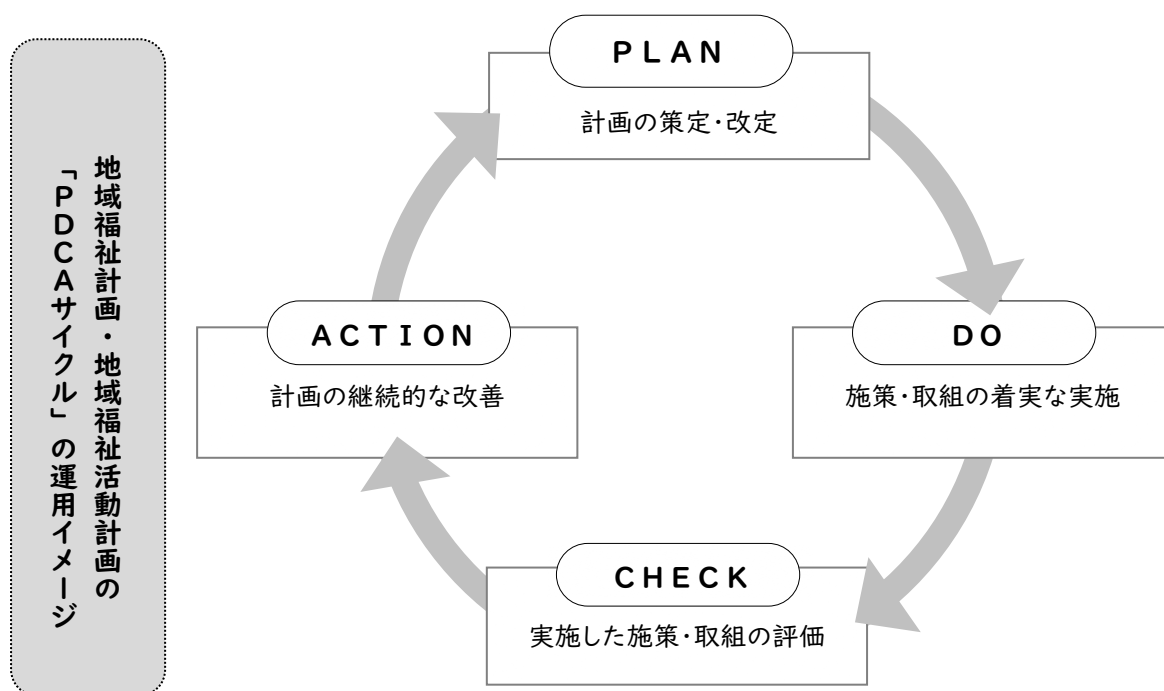 地域福祉計画・地域福祉活動計画の
「PDCAサイクル」の運用イメージ
PLAN
計画の策定・改定
DO
施策・取組の着実な実施
CHECK
実施した施策・取組の評価
ACTION
計画の継続的な改善